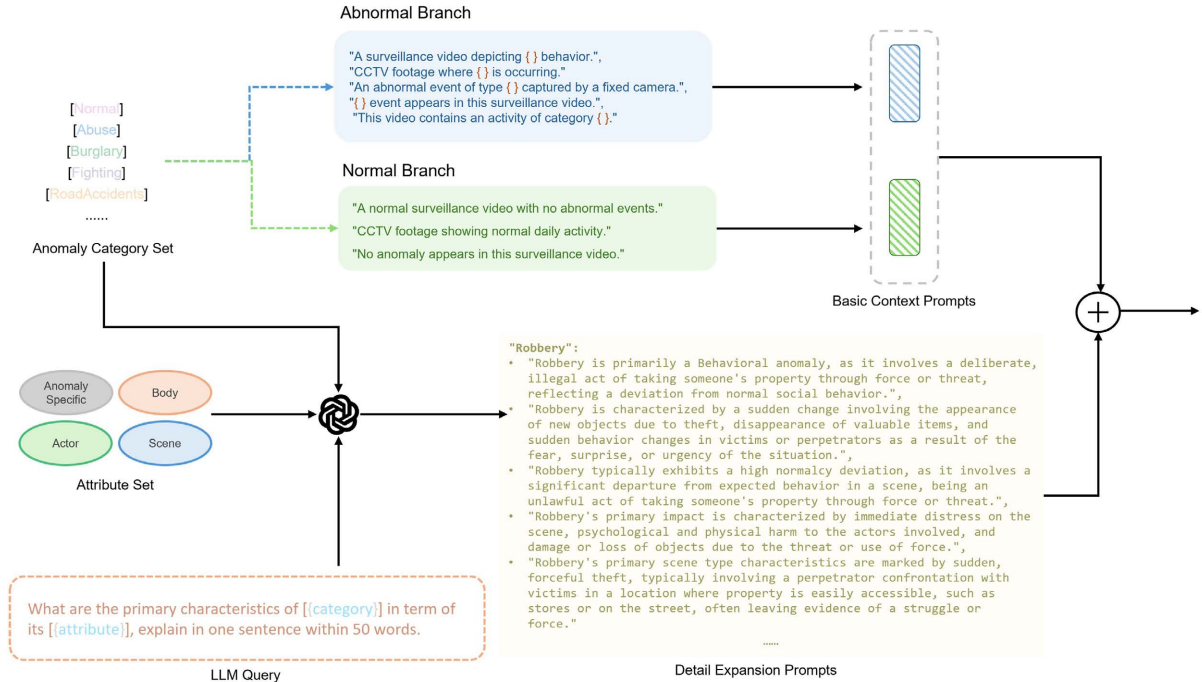 Abnormal Branch
"A surveillance video depicting { } behavior.",
"CCTV footage where { } is occurring."
"An abnormal event of type { } captured by a fixed camera.",
"{ } event appears in this surveillance video.",
"This video contains an activity of category { }."
[Normal]
[Abuse]
[Burglary]
[Fighting]
[RoadAccidents]
......
Anomaly Category Set
Normal Branch
"A normal surveillance video with no abnormal events."
"CCTV footage showing normal daily activity."
"No anomaly appears in this surveillance video."
Basic Context Prompts
Anomaly
Specific
Body
Actor
Scene
Attribute Set
"Robbery":
• "Robbery is primarily a Behavioral anomaly, as it involves a deliberate,
illegal act of taking someone's property through force or threat,
reflecting a deviation from normal social behavior.",
• "Robbery is characterized by a sudden change involving the appearance
of new objects due to theft, disappearance of valuable items, and
sudden behavior changes in victims or perpetrators as a result of the
fear, surprise, or urgency of the situation.",
• "Robbery typically exhibits a high normalcy deviation, as it involves a
significant departure from expected behavior in a scene, being an
unlawful act of taking someone's property through force or threat.",
• "Robbery's primary impact is characterized by immediate distress on the
scene, psychological and physical harm to the actors involved, and
damage or loss of objects due to the threat or use of force.",
• "Robbery's primary scene type characteristics are marked by sudden,
forceful theft, typically involving a perpetrator confrontation with
victims in a location where property is easily accessible, such as
stores or on the street, often leaving evidence of a struggle or
force."
......
Detail Expansion Prompts
What are the primary characteristics of [{category}] in term of
its [{attribute}], explain in one sentence within 50 words.
LLM Query